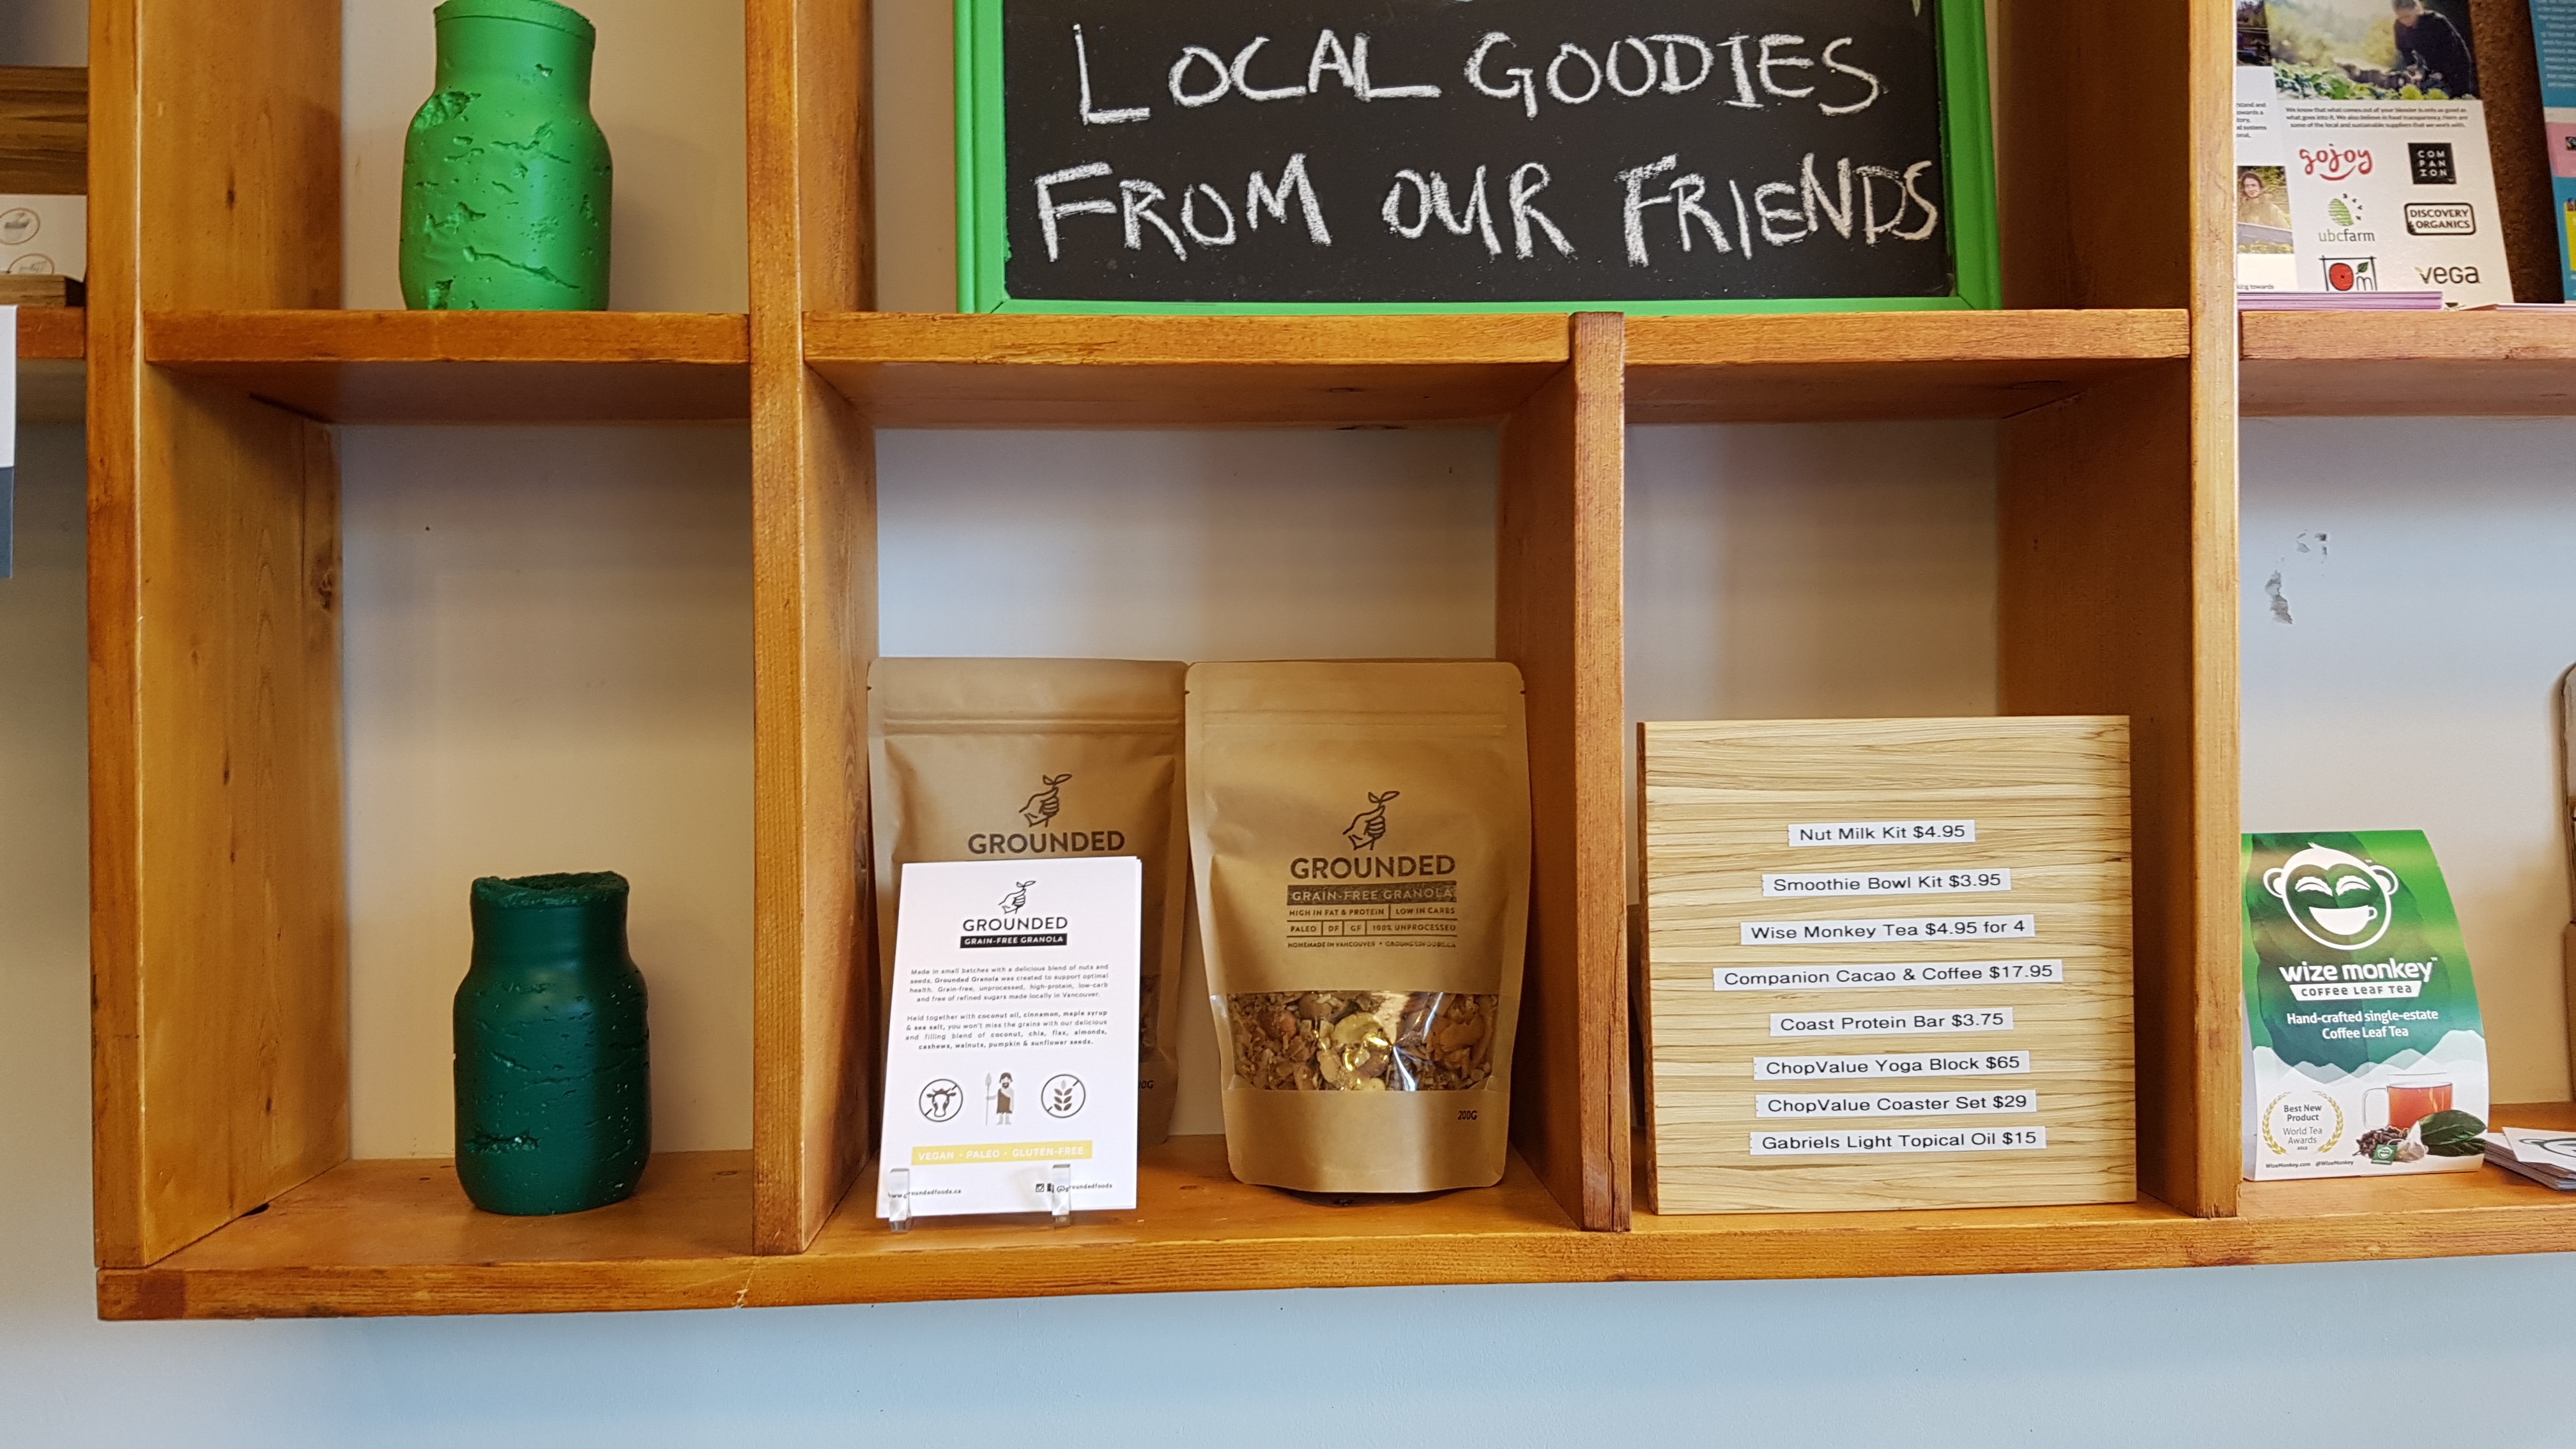 LOCAL GOODIES
FROM OUR FRIENDS
We know that what comes out of your blender is only as good as
what goes into it. We also believe in food transparency. Here are
some of the local and sustainable suppliers that we work with.
gojoy
COM
PAN
ION
ubcfarm
DISCOVERY
ORGANICS
Om
vega
GROUNDED
GROUNDED
GRAIN-FREE GRANOLA
Made in small batches with a delicious blend of nuts and
seeds, Grounded Granola was created to support optimal
health. Grain-free, unprocessed, high-protein, low-carb
and free of refined sugars made locally in Vancouver.
Held together with coconut oil, cinnamon, maple syrup
& sea salt, you won't miss the grains with our delicious
and filling blend of coconut, chia, flax, almonds,
cashews, walnuts, pumpkin & sunflower seeds.
VEGAN • PALEO • GLUTEN-FREE
www.groundedfoods.ca
@groundedfoods
GROUNDED
GRAIN-FREE GRANOLA
HIGH IN FAT & PROTEIN | LOW IN CARBS
PALEO | DF | GF | 100% UNPROCESSED
HOMEMADE IN VANCOUVER • GROUNDEDFOODS.CA
200G
Nut Milk Kit $4.95
Smoothie Bowl Kit $3.95
Wise Monkey Tea $4.95 for 4
Companion Cacao & Coffee $17.95
Coast Protein Bar $3.75
ChopValue Yoga Block $65
ChopValue Coaster Set $29
Gabriels Light Topical Oil $15
wize monkey™
COFFEE LEAF TEA
Hand-crafted single-estate
Coffee Leaf Tea
Best New
Product
World Tea
Awards
WizeMonkey.com @WizeMonkey